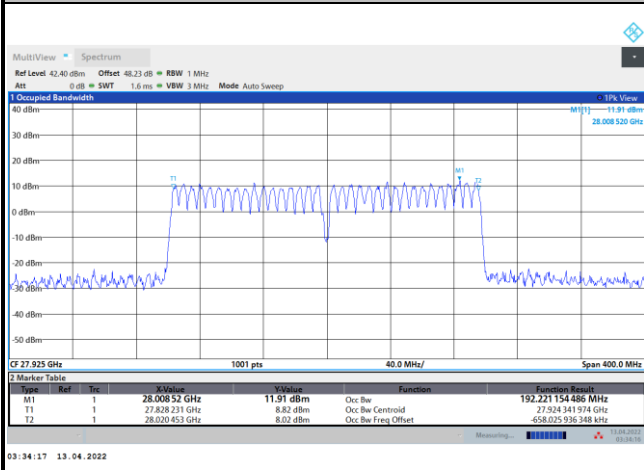 MultiView Spectrum
Ref Level 42.40 dBm Offset 48.23 dB RBW 1 MHz
Att 0 dB SWT 1.6 ms VBW 3 MHz Mode Auto Sweep
1 Occupied Bandwidth 1Pk View
40 dBm M1[1] 11.91 dBm
28.008 520 GHz
30 dBm
20 dBm
M1
T1 T2
10 dBm
0 dBm
-10 dBm
-20 dBm
-30 dBm
-40 dBm
-50 dBm
CF 27.925 GHz 1001 pts 40.0 MHz/ Span 400.0 MHz
2 Marker Table
Type Ref Trc X-Value Y-Value Function Function Result
M1 1 28.008 52 GHz 11.91 dBm Occ Bw 192.221 154 486 MHz
T1 1 27.828 231 GHz 8.82 dBm Occ Bw Centroid 27.924 341 974 GHz
T2 1 28.020 453 GHz 8.02 dBm Occ Bw Freq Offset -658.025 936 348 kHz
Measuring... 13.04.2022
03:34:16
03:34:17 13.04.2022